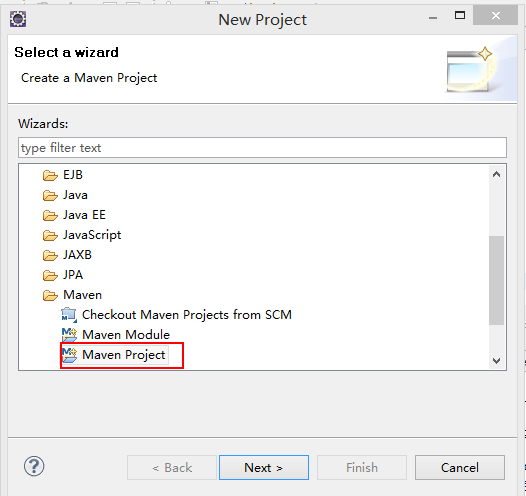 New Project
Select a wizard
Create a Maven Project
Wizards:
type filter text
EJB
Java
Java EE
JavaScript
JAXB
JPA
Maven
Checkout Maven Projects from SCM
Maven Module
Maven Project
?
< Back
Next >
Finish
Cancel